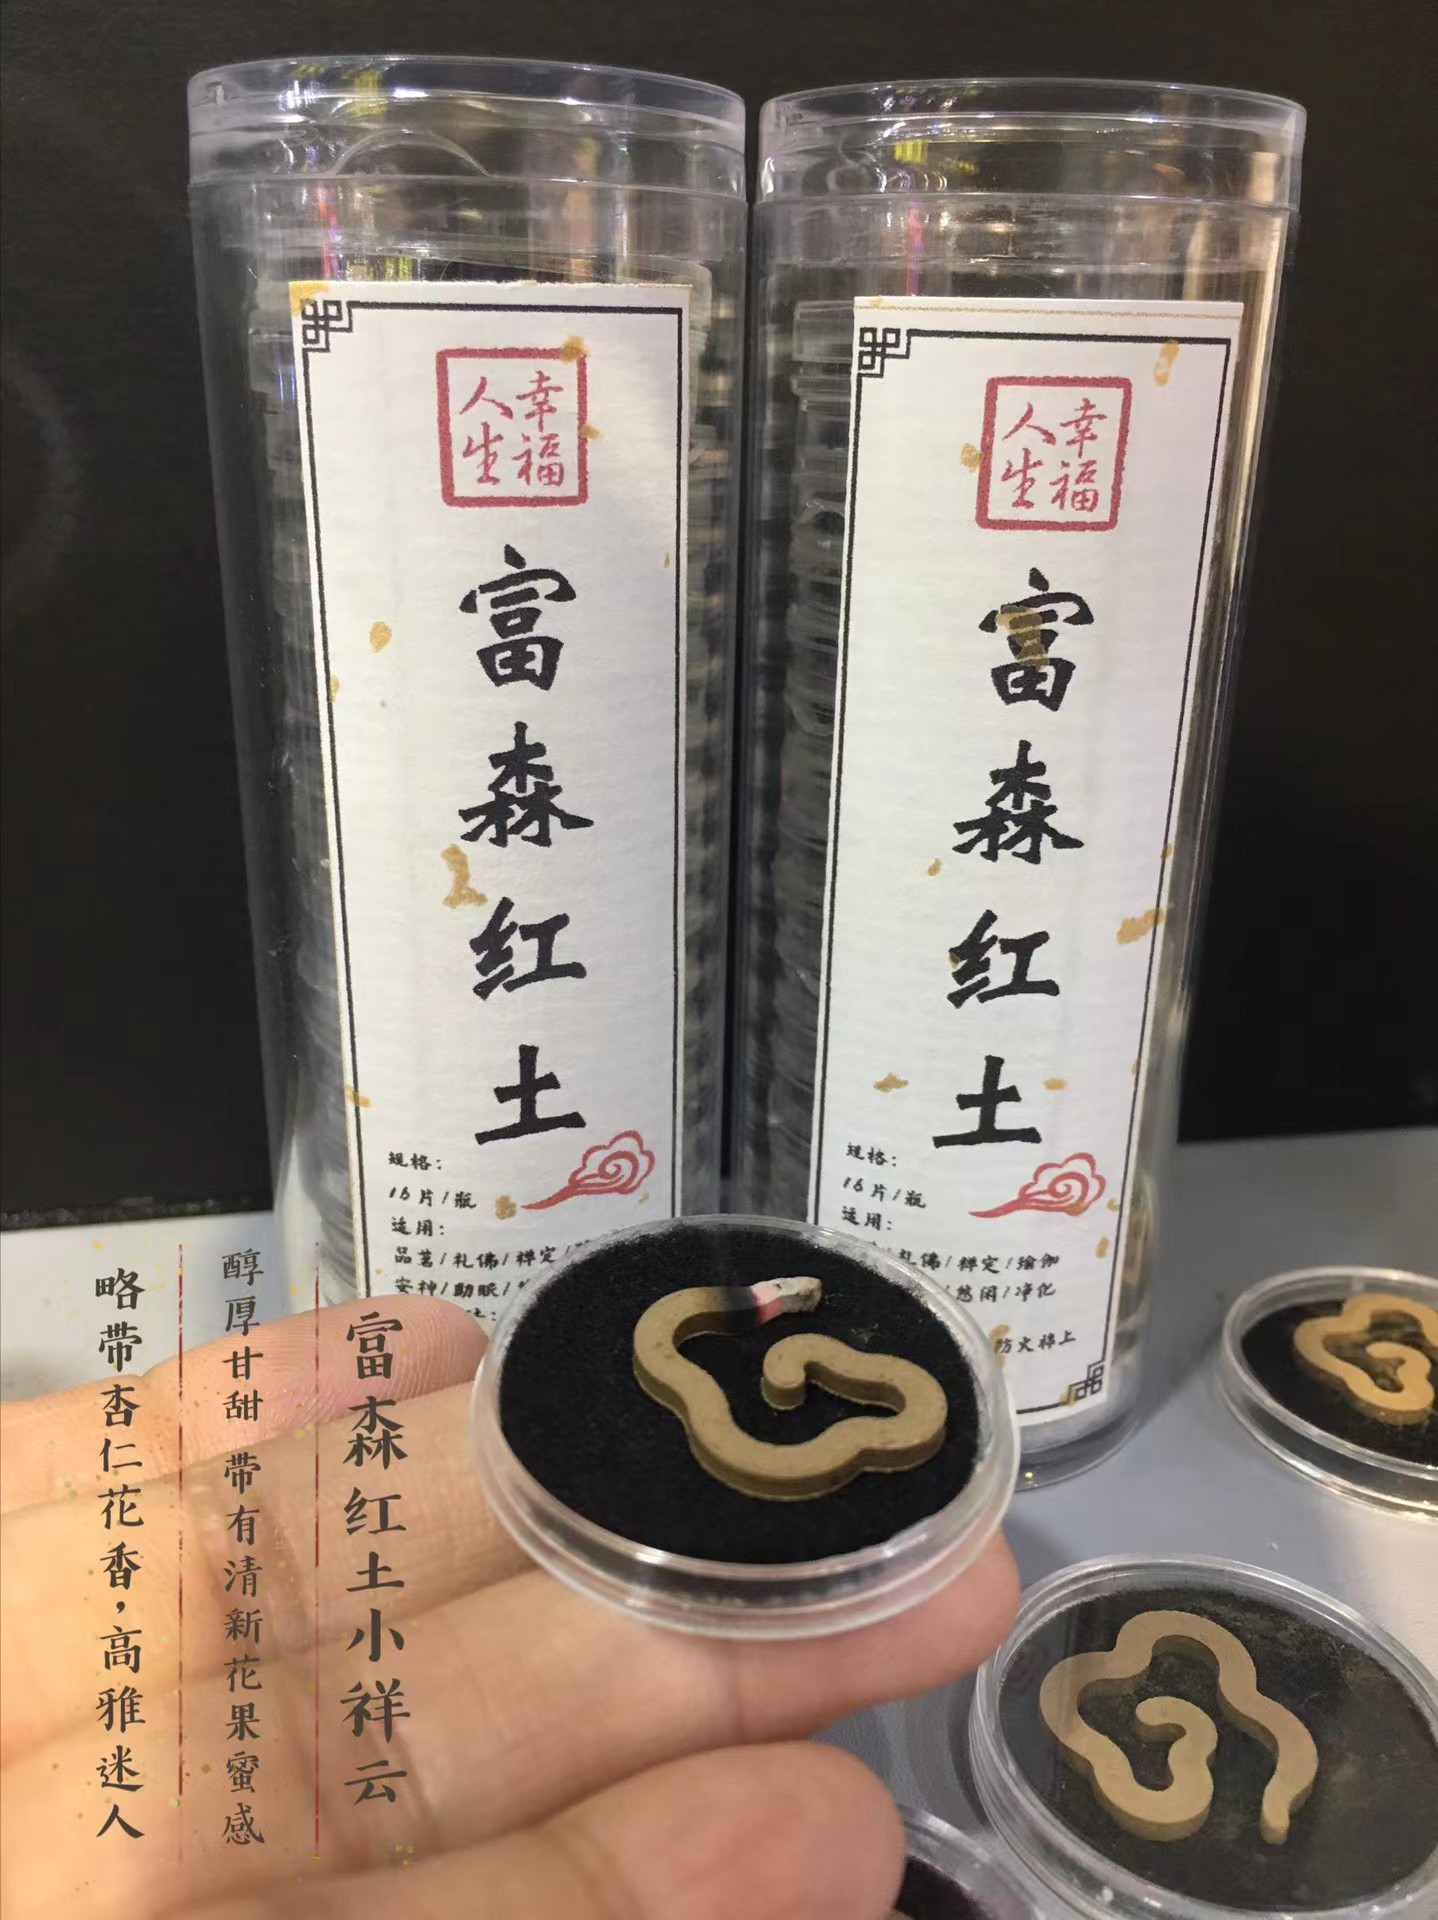 幸福
人生
富森红土
规格：
16片/瓶
适用：
品茗/礼佛/禅定/
安神/助眠/
幸福
人生
富森红土
规格：
16片/瓶
适用：
礼佛/禅定/瑜伽
悠闲/净化
防火棉上
富森红土小祥云
醇厚甘甜 带有清新花果蜜感
略带杏仁花香，高雅迷人